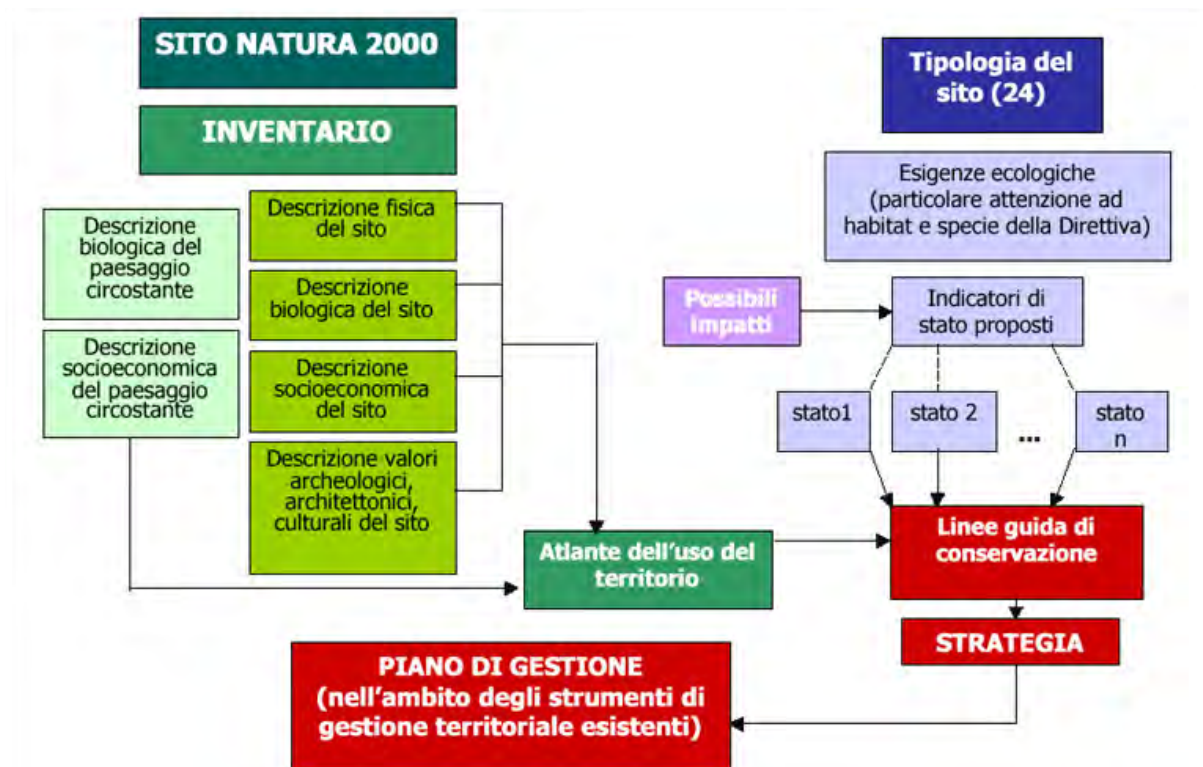 SITO NATURA 2000
INVENTARIO
Descrizione
biologica del
paesaggio
circostante
Descrizione
socioeconomica
del paesaggio
circostante
Descrizione fisica
del sito
Descrizione
biologica del sito
Descrizione
socioeconomica
del sito
Descrizione valori
archeologici,
architettonici,
culturali del sito
Tipologia del
sito (24)
Esigenze ecologiche
(particolare attenzione ad
habitat e specie della Direttiva)
Possibili
impatti
Indicatori di
stato proposti
stato1
stato 2
...
stato
n
Atlante dell'uso del
territorio
Linee guida di
conservazione
STRATEGIA
PIANO DI GESTIONE
(nell'ambito degli strumenti di
gestione territoriale esistenti)